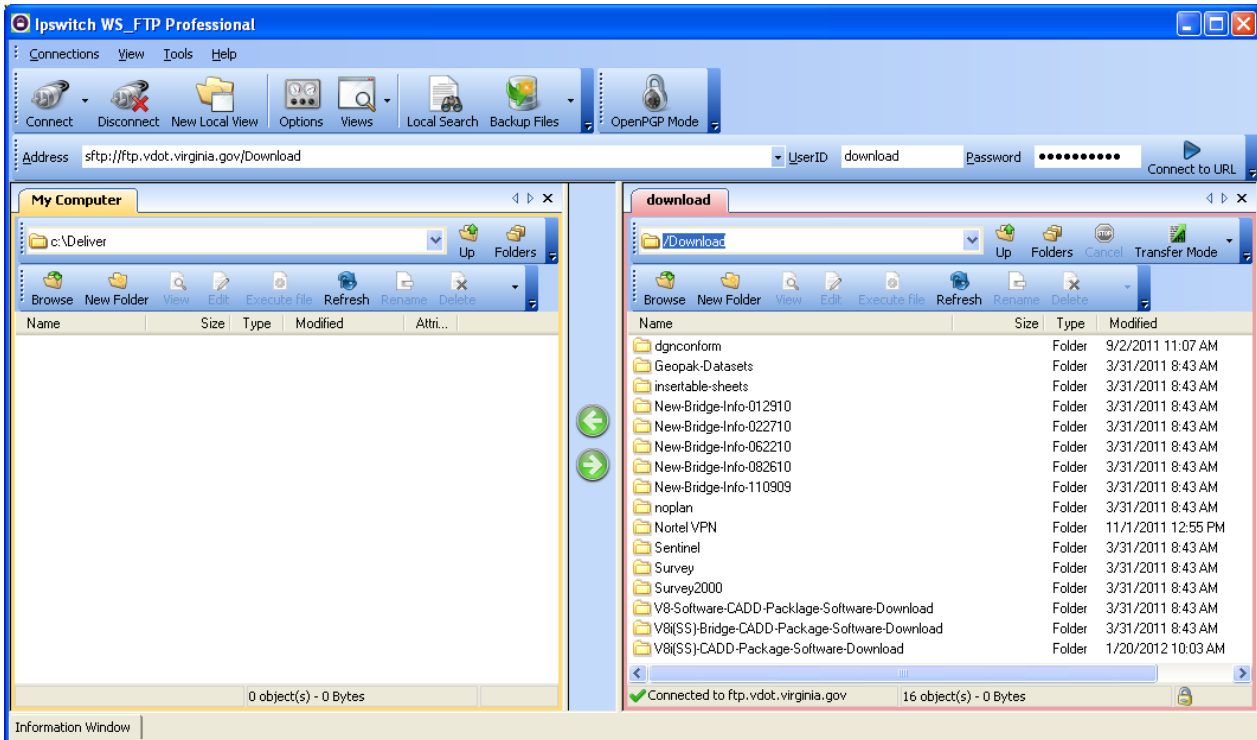 Ipswitch WS_FTP Professional
Connections View Tools Help
Connect Disconnect New Local View Options Views Local Search Backup Files OpenPGP Mode
Address sftp://ftp.vdot.virginia.gov/Download UserID download Password ●●●●●●●●●● Connect to URL
My Computer
c:\Deliver Up Folders
Browse New Folder View Edit Execute file Refresh Rename Delete
Name Size Type Modified Attri...
0 object(s) - 0 Bytes
download
/Download Up Folders Cancel Transfer Mode
Browse New Folder View Edit Execute file Refresh Rename Delete
Name Size Type Modified
dgnconform Folder 9/2/2011 11:07 AM
Geopak-Datasets Folder 3/31/2011 8:43 AM
insertable-sheets Folder 3/31/2011 8:43 AM
New-Bridge-Info-012910 Folder 3/31/2011 8:43 AM
New-Bridge-Info-022710 Folder 3/31/2011 8:43 AM
New-Bridge-Info-062210 Folder 3/31/2011 8:43 AM
New-Bridge-Info-082610 Folder 3/31/2011 8:43 AM
New-Bridge-Info-110909 Folder 3/31/2011 8:43 AM
noplan Folder 3/31/2011 8:43 AM
Nortel VPN Folder 11/1/2011 12:55 PM
Sentinel Folder 3/31/2011 8:43 AM
Survey Folder 3/31/2011 8:43 AM
Survey2000 Folder 3/31/2011 8:43 AM
V8-Software-CADD-Packlage-Software-Download Folder 3/31/2011 8:43 AM
V8i(SS)-Bridge-CADD-Package-Software-Download Folder 3/31/2011 8:43 AM
V8i(SS)-CADD-Package-Software-Download Folder 1/20/2012 10:03 AM
Connected to ftp.vdot.virginia.gov 16 object(s) - 0 Bytes
Information Window